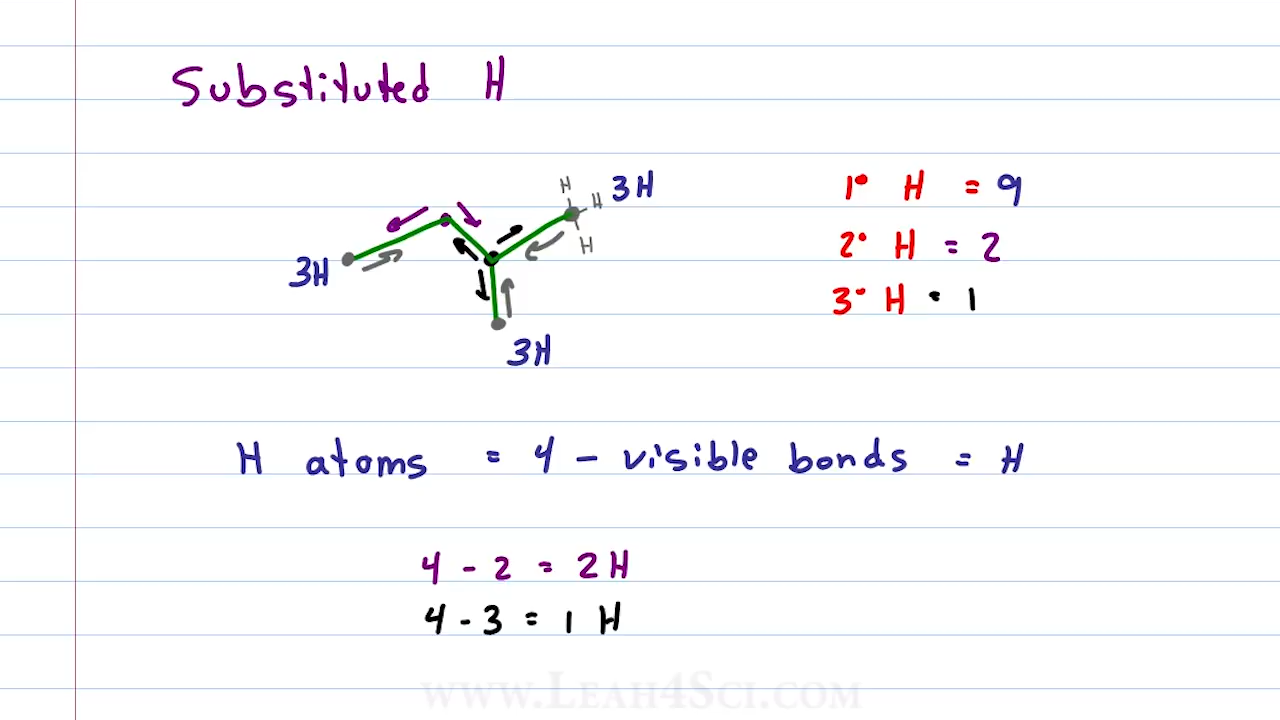 Substituted H
H
H
H
3H
3H
3H
1° H = 9
2° H = 2
3° H = 1
H atoms = 4 - visible bonds = H
4 - 2 = 2H
4 - 3 = 1 H
www.Leah4Sci.com